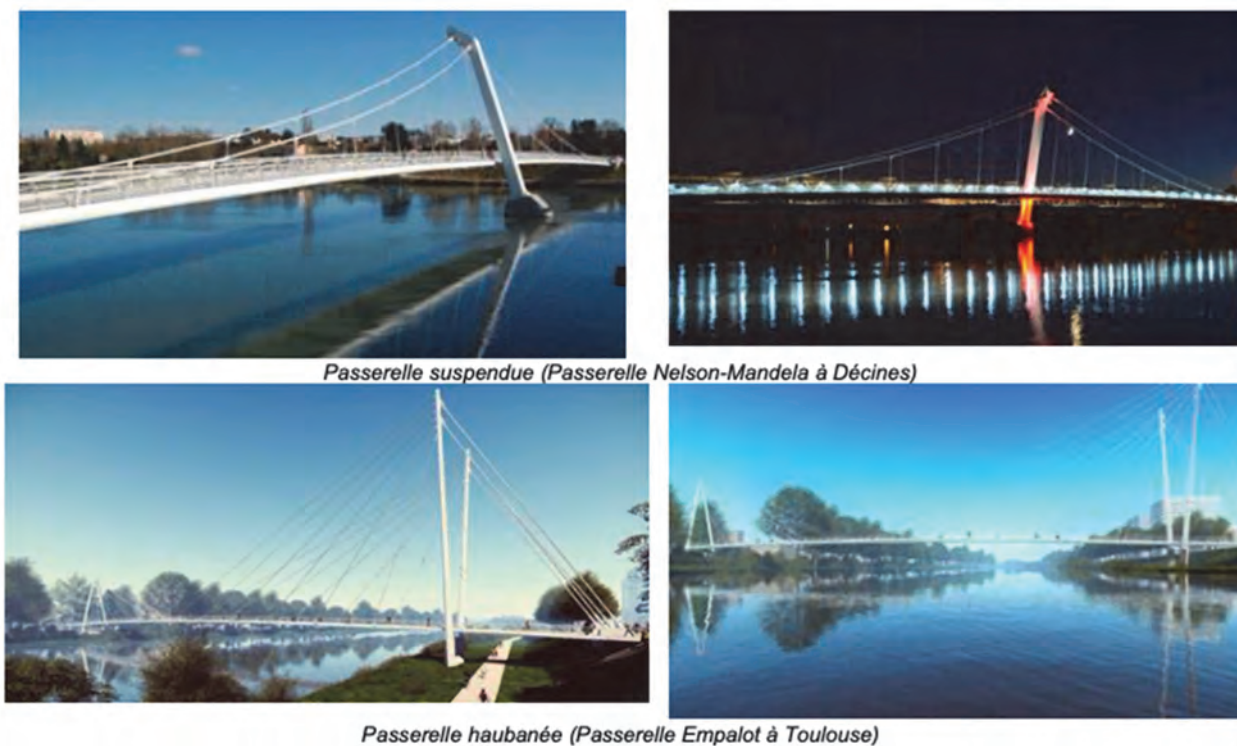 Passerelle suspendue (Passerelle Nelson-Mandela à Décines)
Passerelle haubanée (Passerelle Empalot à Toulouse)